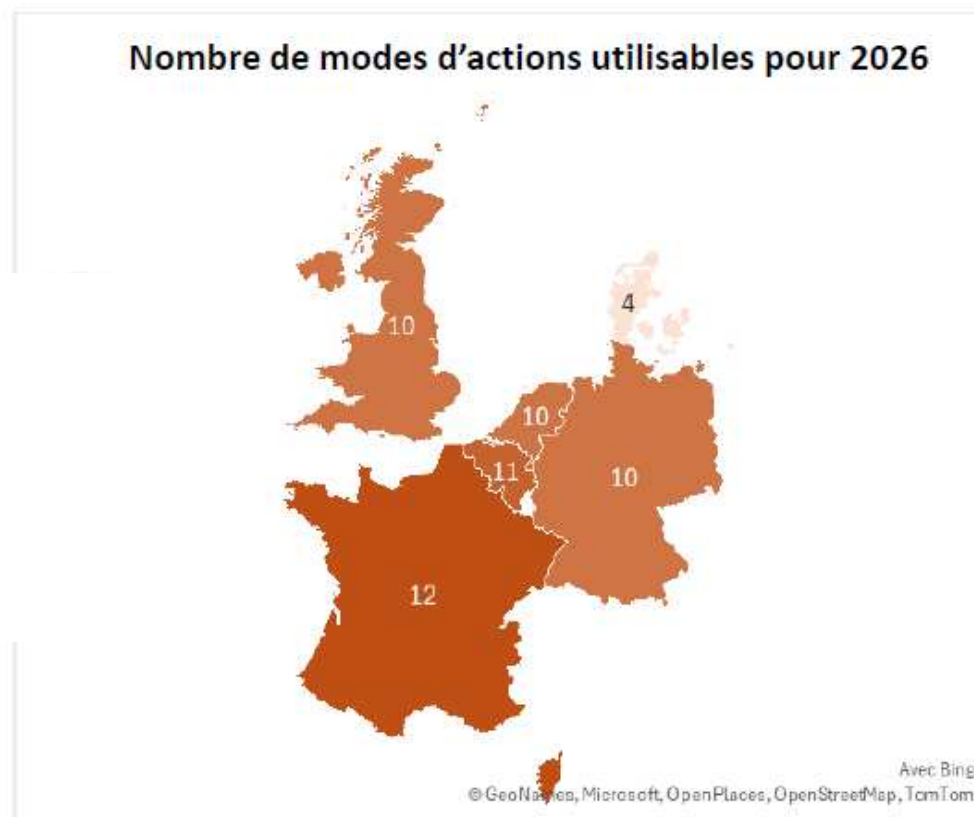 Nombre de modes d’actions utilisables pour 2026
4
10
10
11
10
12
Avec Bing
© GeoNames, Microsoft, OpenPlaces, OpenStreetMap, TomTom